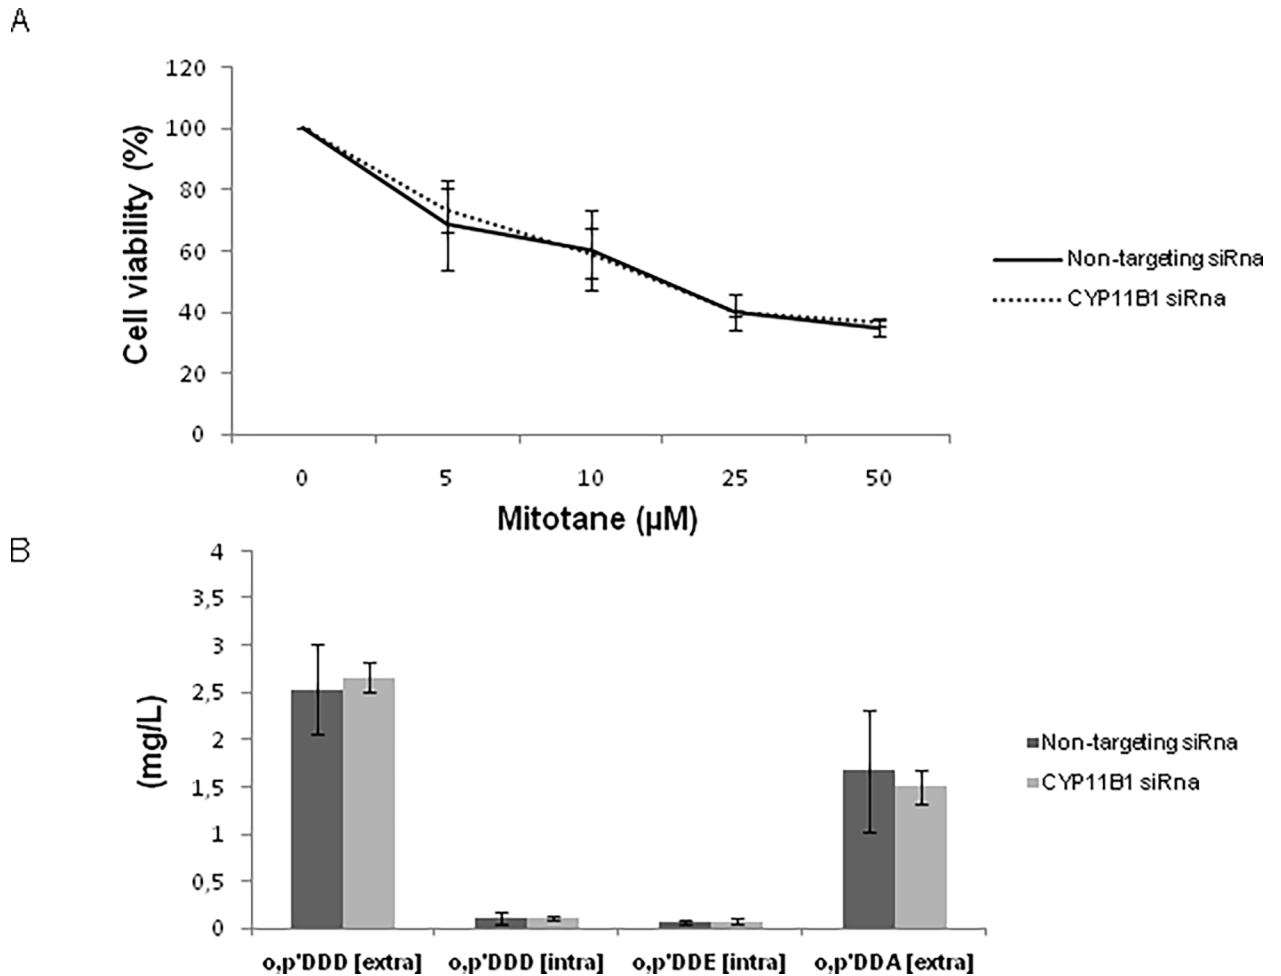 A
120
100
80
60
40
20
0
Cell viability (%)
0 5 10 25 50
Mitotane (µM)
Non-targeting siRna
CYP11B1 siRna
B
4
3,5
3
2,5
2
1,5
1
0,5
0
(mg/L)
o,p'DDD [extra] o,p'DDD [intra] o,p'DDE [intra] o,p'DDA [extra]
Non-targeting siRna
CYP11B1 siRna